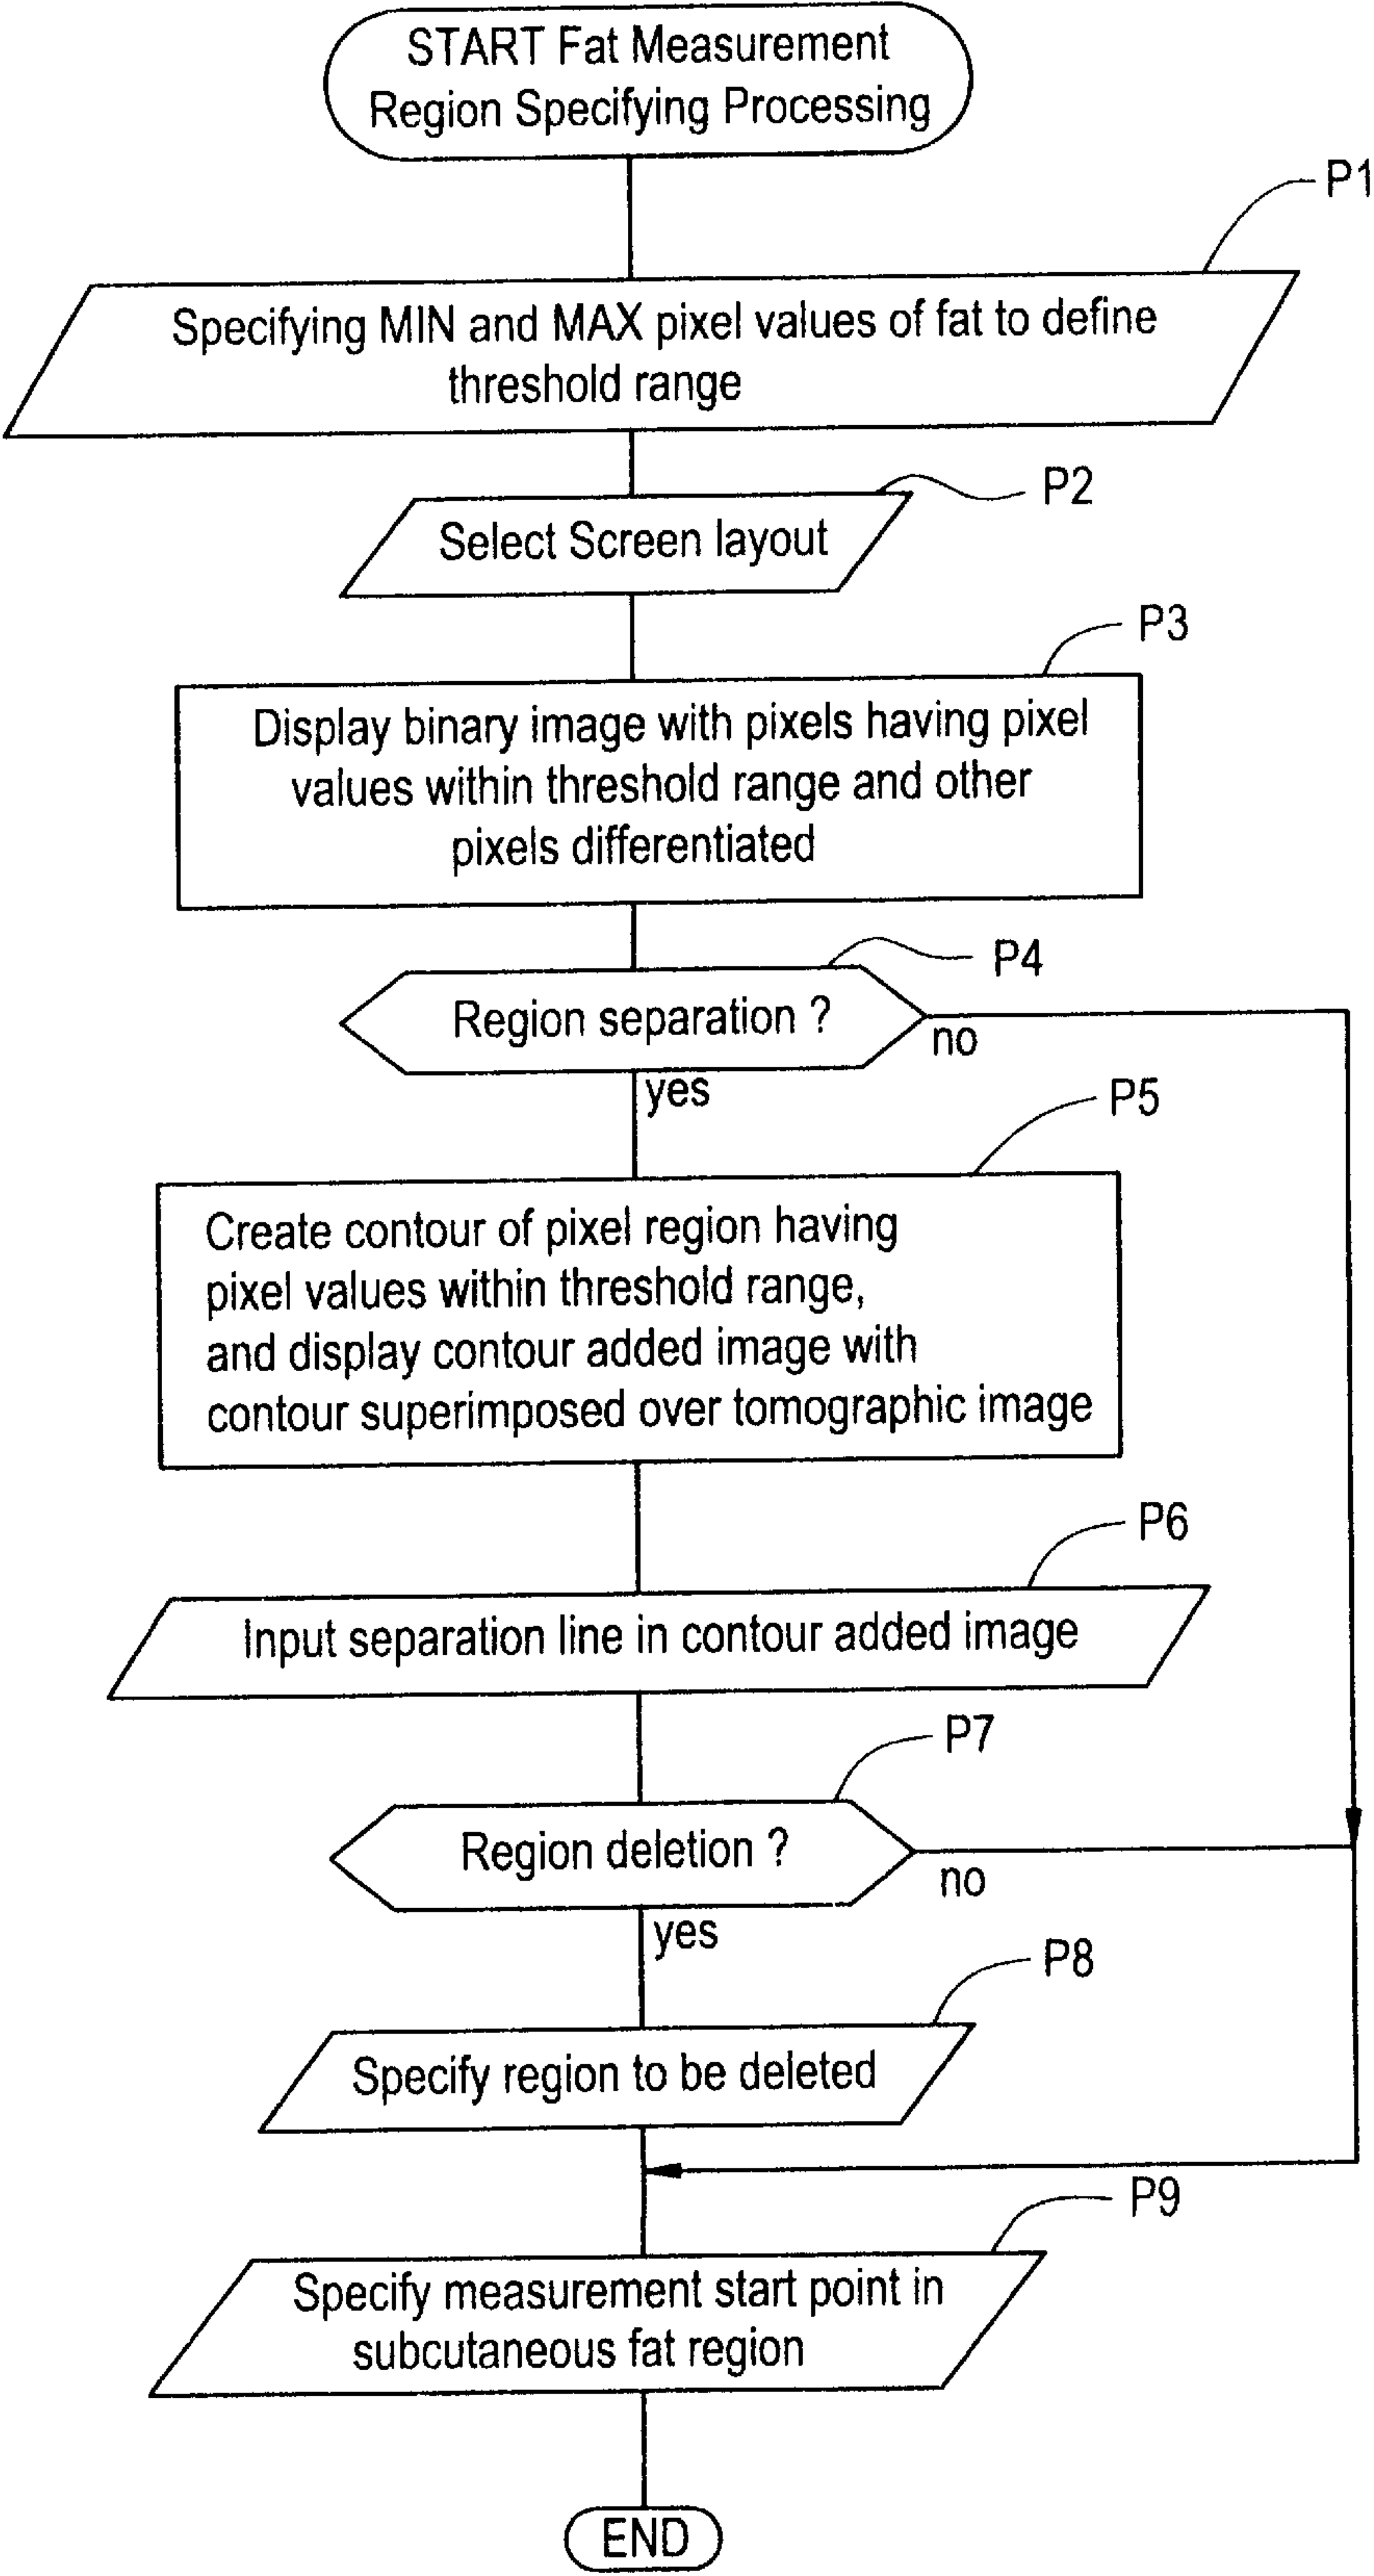 START Fat Measurement
Region Specifying Processing
P1
Specifying MIN and MAX pixel values of fat to define
threshold range
P2
Select Screen layout
P3
Display binary image with pixels having pixel
values within threshold range and other
pixels differentiated
P4
Region separation ?
no
yes
P5
Create contour of pixel region having
pixel values within threshold range,
and display contour added image with
contour superimposed over tomographic image
P6
Input separation line in contour added image
P7
Region deletion ?
no
yes
P8
Specify region to be deleted
P9
Specify measurement start point in
subcutaneous fat region
END